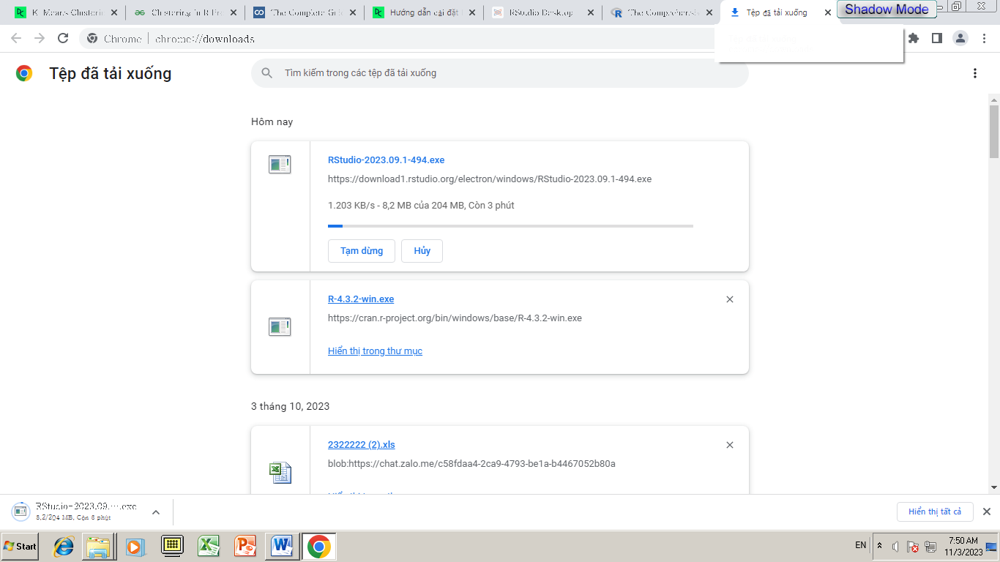 K-Means Clusterin
Clustering in R Pro
The Complete Guid
Hướng dẫn cài đặt
RStudio Desktop
The Comprehens
Tệp đã tải xuống
Shadow Mode
Chrome | chrome://downloads
Tệp đã tải xuống
Tìm kiếm trong các tệp đã tải xuống
Hôm nay
RStudio-2023.09.1-494.exe
https://download1.rstudio.org/electron/windows/RStudio-2023.09.1-494.exe
1.203 KB/s - 8,2 MB của 204 MB, Còn 3 phút
Tạm dừng
Hủy
R-4.3.2-win.exe
https://cran.r-project.org/bin/windows/base/R-4.3.2-win.exe
Hiển thị trong thư mục
3 tháng 10, 2023
2322222 (2).xls
blob:https://chat.zalo.me/c58fdaa4-2ca9-4793-be1a-b4467052b80a
RStudio-2023.09....exe
8,2/204 MB, Còn 6 phút
Hiển thị tất cả
Start
EN
7:50 AM
11/3/2023